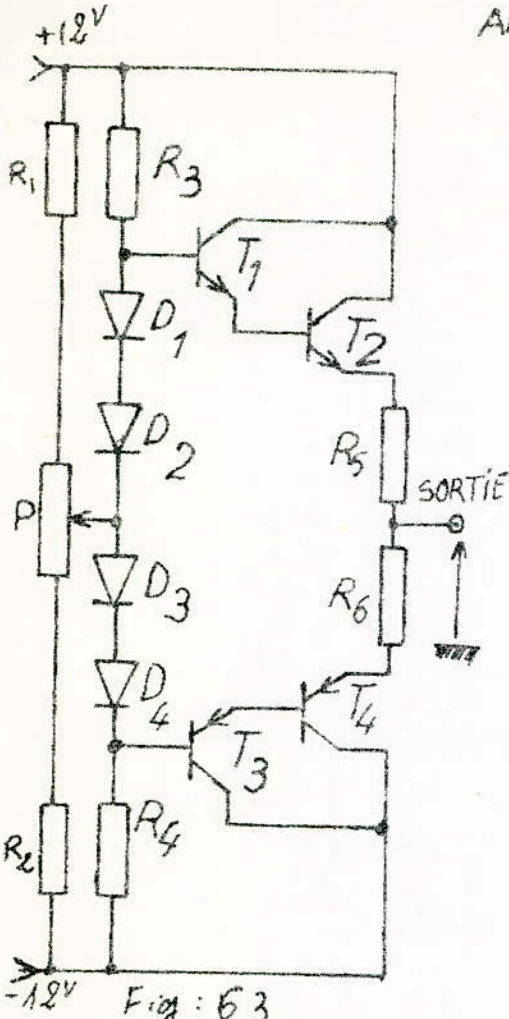 +12V
R1
R3
T1
D1
T2
D2
R5
SORTIE
P
D3
R6
D4
T4
T3
R2
R4
-12V
Fig : 63